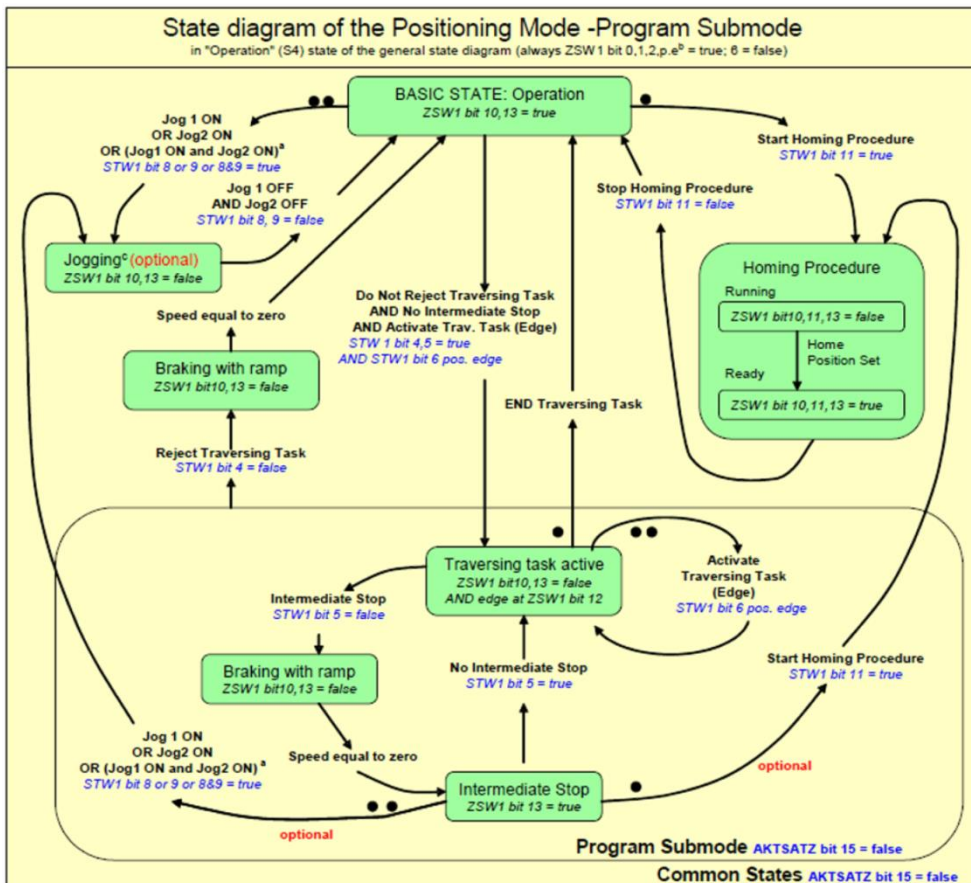 State diagram of the Positioning Mode -Program Submode
in "Operation" (S4) state of the general state diagram (always ZSW1 bit 0,1,2,p.e^b = true; 6 = false)
BASIC STATE: Operation
ZSW1 bit 10,13 = true
Jog 1 ON
OR Jog2 ON
OR (Jog1 ON and Jog2 ON)^a
STW1 bit 8 or 9 or 8&9 = true
Jog 1 OFF
AND Jog2 OFF
STW1 bit 8, 9 = false
Start Homing Procedure
STW1 bit 11 = true
Stop Homing Procedure
STW1 bit 11 = false
Jogging^c (optional)
ZSW1 bit 10,13 = false
Homing Procedure
Running
ZSW1 bit10,11,13 = false
Home
Position Set
Ready
ZSW1 bit 10,11,13 = true
Speed equal to zero
Do Not Reject Traversing Task
AND No Intermediate Stop
AND Activate Trav. Task (Edge)
STW 1 bit 4,5 = true
AND STW1 bit 6 pos. edge
Braking with ramp
ZSW1 bit10,13 = false
END Traversing Task
Reject Traversing Task
STW1 bit 4 = false
Traversing task active
ZSW1 bit10,13 = false
AND edge at ZSW1 bit 12
Activate
Traversing Task
(Edge)
STW1 bit 6 pos. edge
Intermediate Stop
STW1 bit 5 = false
Braking with ramp
ZSW1 bit10,13 = false
No Intermediate Stop
STW1 bit 5 = true
Start Homing Procedure
STW1 bit 11 = true
Jog 1 ON
OR Jog2 ON
OR (Jog1 ON and Jog2 ON)^a
STW1 bit 8 or 9 or 8&9 = true
Speed equal to zero
Intermediate Stop
ZSW1 bit 13 = true
optional
optional
Program Submode AKTSATZ bit 15 = false
Common States AKTSATZ bit 15 = false